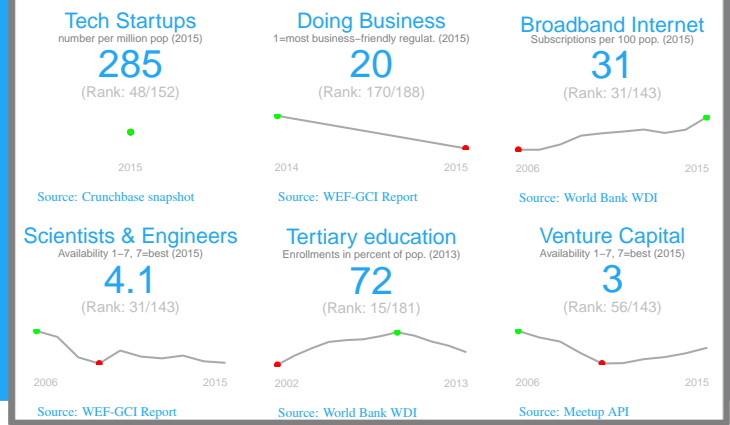 Tech Startups
number per million pop (2015)
285
(Rank: 48/152)
2015
Source: Crunchbase snapshot
Doing Business
1=most business−friendly regulat. (2015)
20
(Rank: 170/188)
2014 2015
Source: WEF-GCI Report
Broadband Internet
Subscriptions per 100 pop. (2015)
31
(Rank: 31/143)
2006 2015
Source: World Bank WDI
Scientists & Engineers
Availability 1−7, 7=best (2015)
4.1
(Rank: 31/143)
2006 2015
Source: WEF-GCI Report
Tertiary education
Enrollments in percent of pop. (2013)
72
(Rank: 15/181)
2002 2013
Source: World Bank WDI
Venture Capital
Availability 1−7, 7=best (2015)
3
(Rank: 56/143)
2006 2015
Source: Meetup API